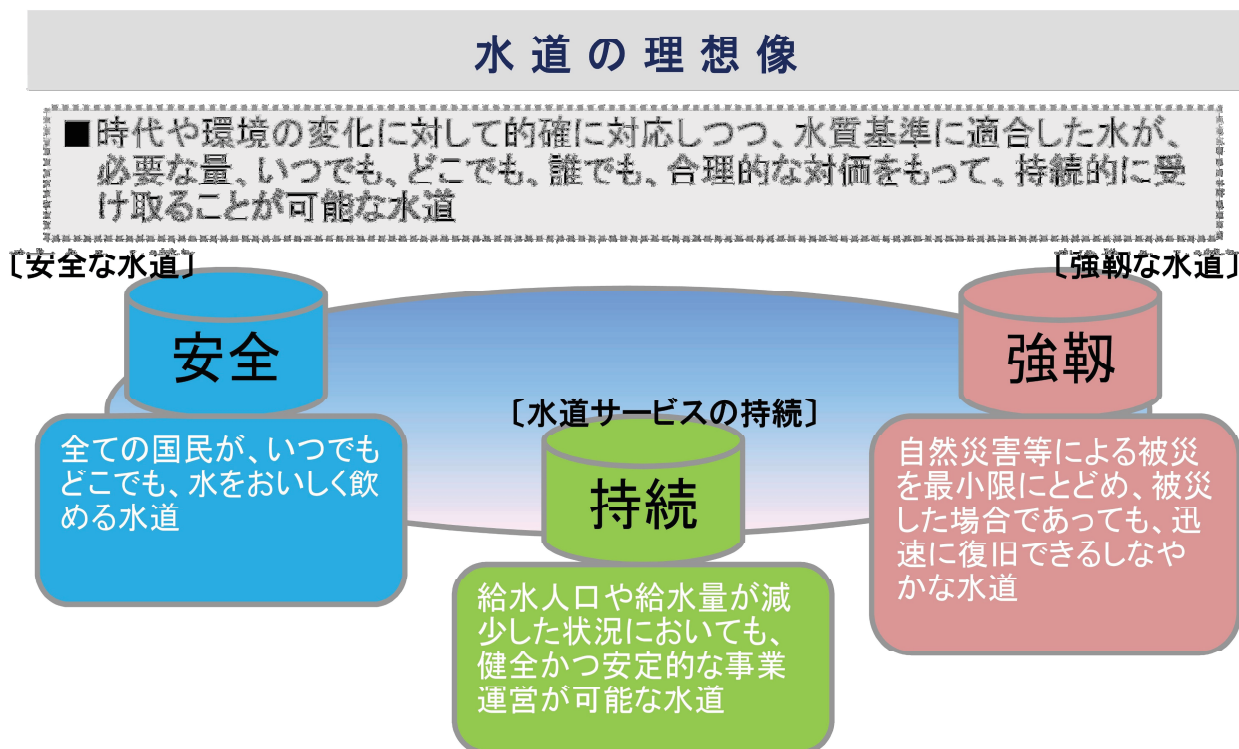 水道の理想像
■時代や環境の変化に対して的確に対応しつつ、水質基準に適合した水が、
必要な量、いつでも、どこでも、誰でも、合理的な対価をもって、持続的に受
け取ることが可能な水道
〔安全な水道〕
安全
全ての国民が、いつでも
どこでも、水をおいしく飲
める水道
〔水道サービスの持続〕
持続
給水人口や給水量が減
少した状況においても、
健全かつ安定的な事業
運営が可能な水道
〔強靭な水道〕
強靱
自然災害等による被災
を最小限にとどめ、被災
した場合であっても、迅
速に復旧できるしなや
かな水道